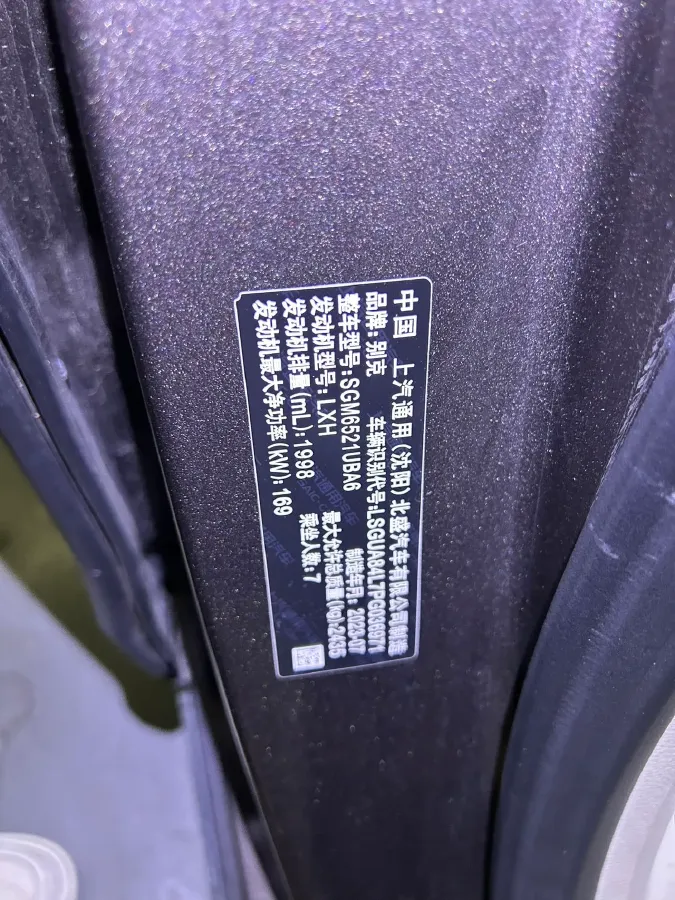 中国 上汽通用(沈阳)北盛汽车有限公司制造
品牌:别克 车辆识别代号:LSGUA84L7PG036971
整车型号:SGM6521UBA6 制造年月:2023-07
发动机型号:LXH 最大允许总质量(kg):2465
发动机排量(mL):1998 乘坐人数:7
发动机最大净功率(kW):169